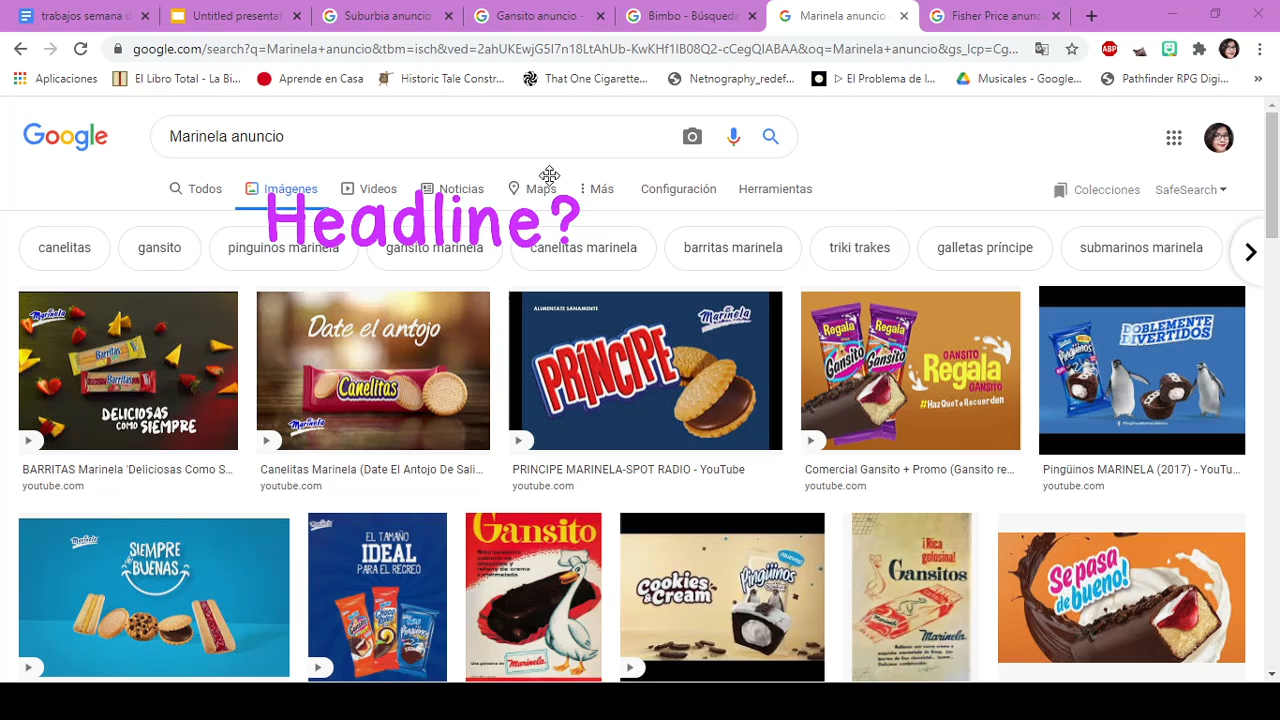 trabajos semana d
Untitled presentat
Suburbia anuncio
Gansito anuncio -
Bimbo - Búsqueda
Marinela anuncio
Fisher Price anunc
google.com/search?q=Marinela+anuncio&tbm=isch&ved=2ahUKEwjG5I7n18LtAhUb-KwKHf1IB08Q2-cCegQIABAA&oq=Marinela+anuncio&gs_lcp=Cg...
ABP
Aplicaciones
El Libro Total - La Bi...
Aprende en Casa
Historic Tale Constr...
That One Cigarette...
Netnography_redef...
▷ El Problema de l...
Musicales - Google...
Pathfinder RPG Digi...
Google
Marinela anuncio
Todos
Imágenes
Videos
Noticias
Maps
Más
Configuración
Herramientas
Colecciones
SafeSearch
Headline?
canelitas
gansito
pinguinos marinela
gansito marinela
canelitas marinela
barritas marinela
triki trakes
galletas príncipe
submarinos marinela
Marinela
Barritas
Barritas
DELICIOSAS
COMO SIEMPRE
Date el antojo
Canelitas
Marinela
ALIMENTATE SANAMENTE
Marinela
PRÍNCIPE
Regala
Regala
Gansito
Gansito
GANSITO
Regala
GANSITO
#HazQueTeRecuerden
DOBLEMENTE
DIVERTIDOS
Pingüinos
BARRITAS Marinela 'Deliciosas Como S...
youtube.com
Canelitas Marinela (Date El Antojo De Sali...
youtube.com
PRINCIPE MARINELA-SPOT RADIO - YouTube
youtube.com
Comercial Gansito + Promo (Gansito re...
youtube.com
Pingüinos MARINELA (2017) - YouTu...
youtube.com
Marinela
SIEMPRE
BUENAS
Marinela
EL TAMAÑO
IDEAL
PARA EL RECREO
Gansito
Marinela
COOKIES
&CREAM
NUEVO
Pingüinos
¡Rica
golosina!
Gansitos
Marinela
Se pasa
de bueno!